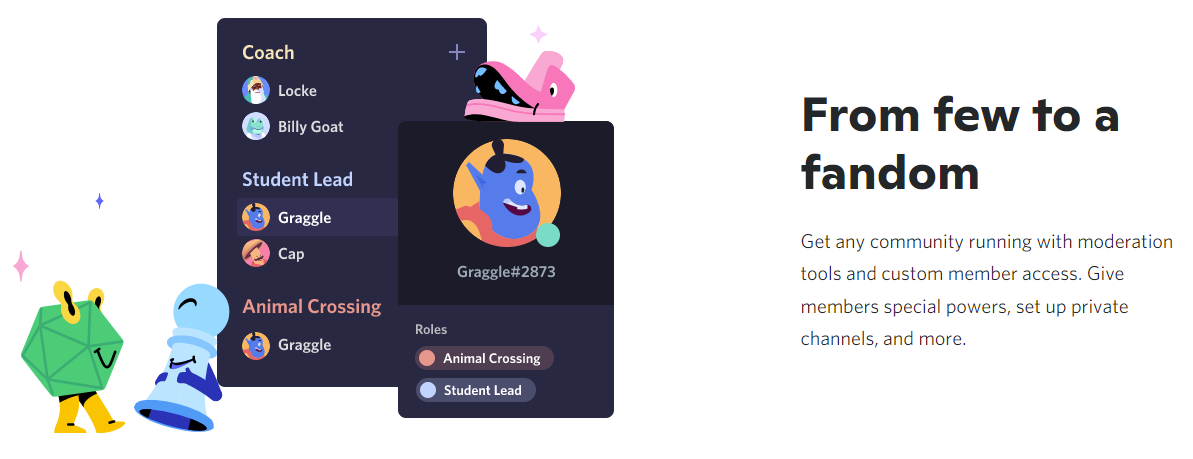 Coach
Locke
Billy Goat
Student Lead
Graggle
Cap
Animal Crossing
Graggle
Graggle#2873
Roles
Animal Crossing
Student Lead
From few to a
fandom
Get any community running with moderation
tools and custom member access. Give
members special powers, set up private
channels, and more.